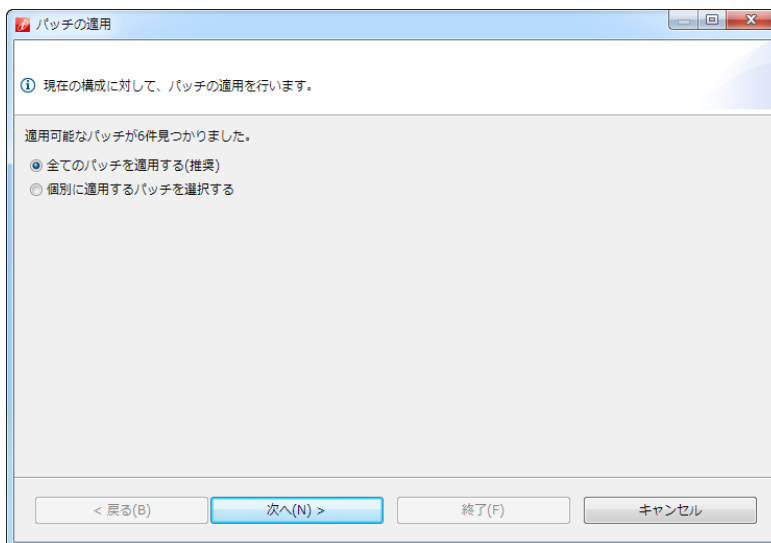 パッチの適用
現在の構成に対して、パッチの適用を行います。
適用可能なパッチが6件見つかりました。
全てのパッチを適用する(推奨)
個別に適用するパッチを選択する
< 戻る(B)
次へ(N) >
終了(F)
キャンセル